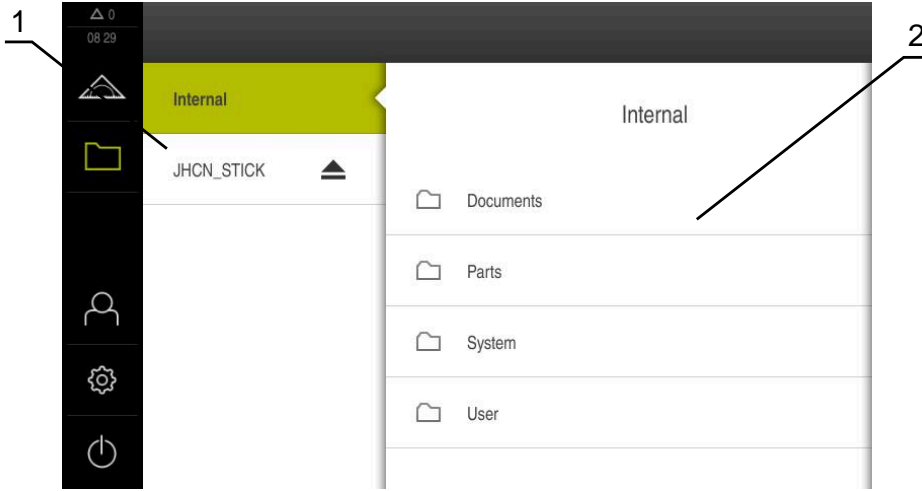 1
2
0
08 29
Internal
Internal
JHCN_STICK
Documents
Parts
System
User